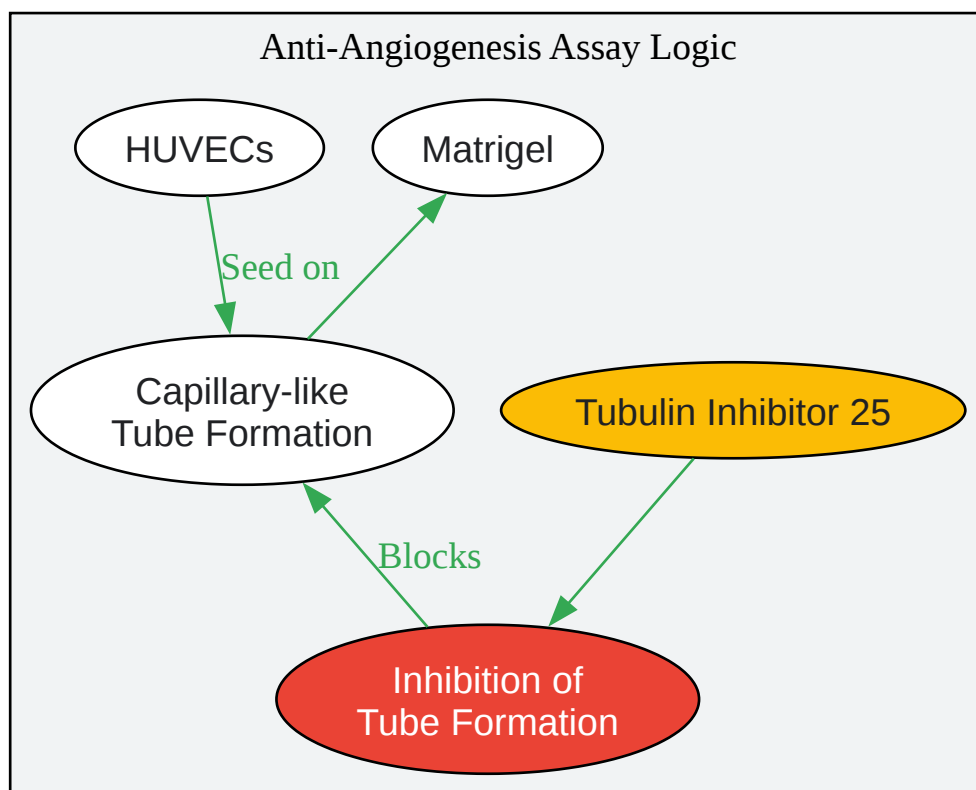 Anti-Angiogenesis Assay Logic
HUVECs
Matrigel
Seed on
Capillary-like
Tube Formation
Tubulin Inhibitor 25
Blocks
Inhibition of
Tube Formation